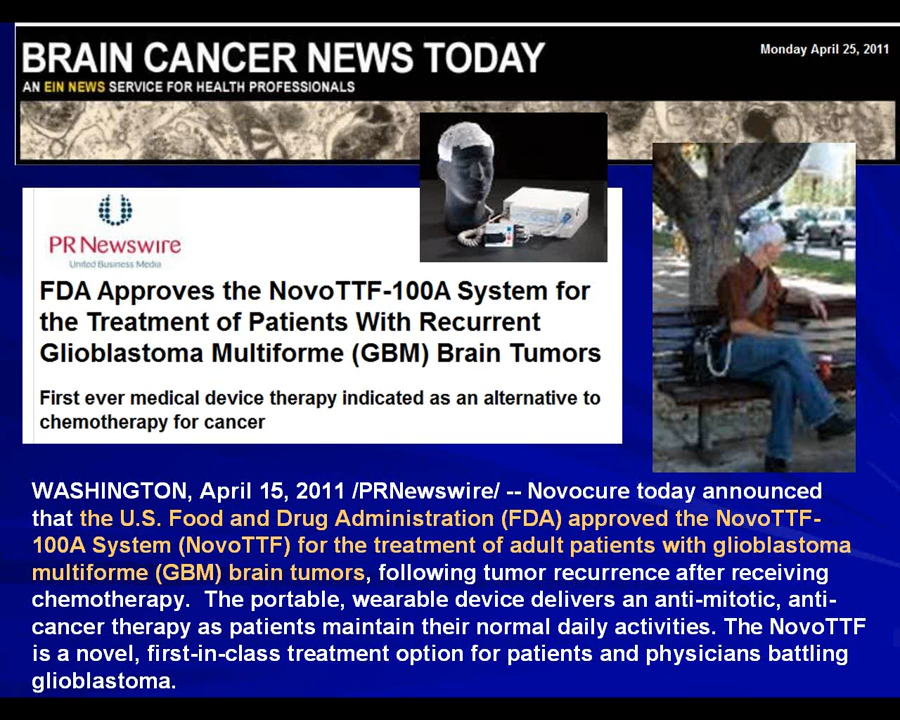 BRAIN CANCER NEWS TODAY
Monday April 25, 2011
AN EIN NEWS SERVICE FOR HEALTH PROFESSIONALS
PR Newswire
United Business Media
FDA Approves the NovoTTF-100A System for
the Treatment of Patients With Recurrent
Glioblastoma Multiforme (GBM) Brain Tumors
First ever medical device therapy indicated as an alternative to
chemotherapy for cancer
WASHINGTON, April 15, 2011 /PRNewswire/ -- Novocure today announced
that the U.S. Food and Drug Administration (FDA) approved the NovoTTF-
100A System (NovoTTF) for the treatment of adult patients with glioblastoma
multiforme (GBM) brain tumors, following tumor recurrence after receiving
chemotherapy.  The portable, wearable device delivers an anti-mitotic, anti-
cancer therapy as patients maintain their normal daily activities. The NovoTTF
is a novel, first-in-class treatment option for patients and physicians battling
glioblastoma.